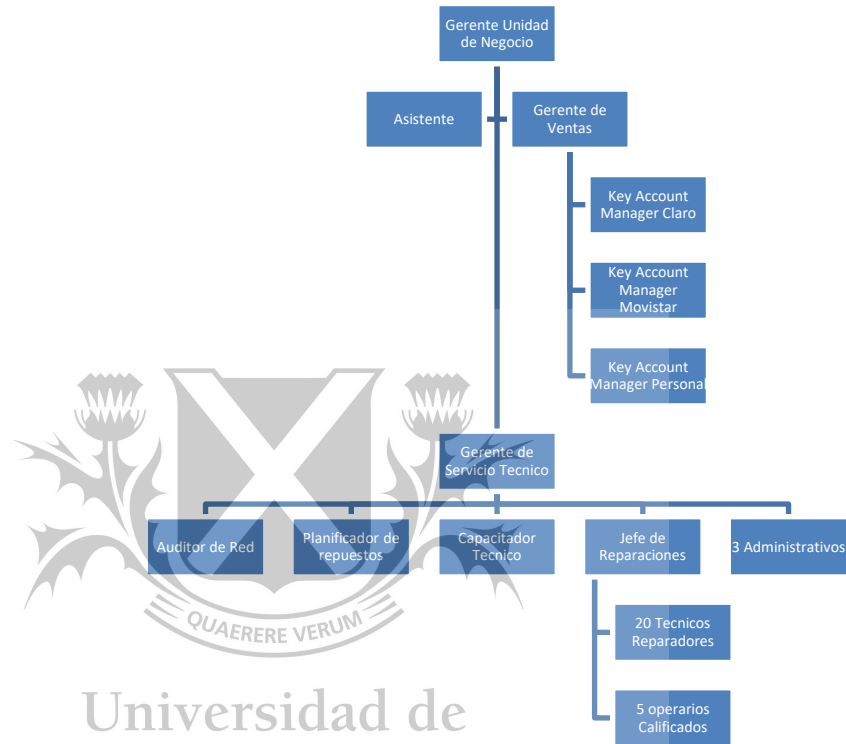 Gerente Unidad
de Negocio
Asistente
Gerente de
Ventas
Key Account
Manager Claro
Key Account
Manager
Movistar
Key Account
Manager Personal
Gerente de
Servicio Tecnico
Auditor de Red
Planificador de
repuestos
Capacitador
Tecnico
Jefe de
Reparaciones
3 Administrativos
20 Tecnicos
Reparadores
5 operarios
Calificados
QUAERERE VERUM
Universidad de